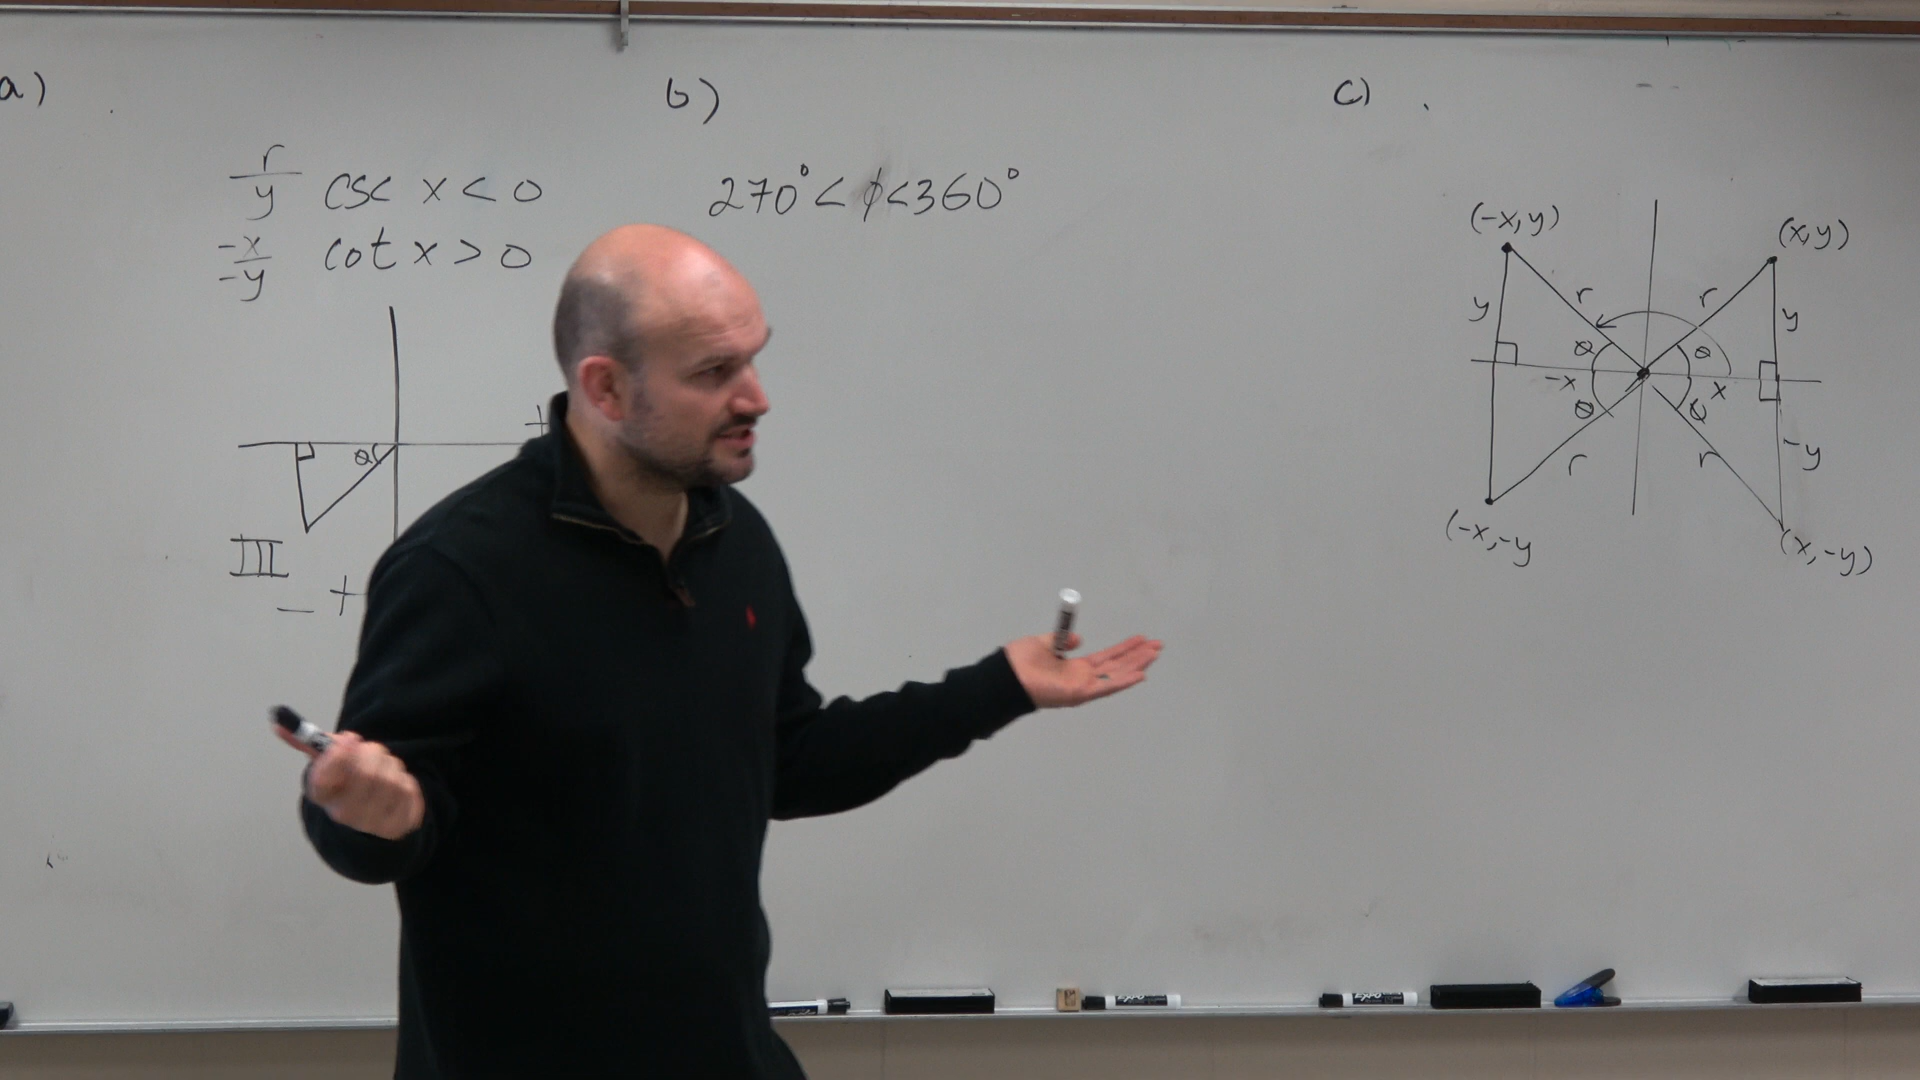 a)
r/y csc x < 0
-x/-y cot x > 0
θ
+
III
- +
b)
270° < φ < 360°
c)
(-x, y) (x, y)
r r
y y
θ θ
-x x
θ θ
r r
-y
(-x, -y (x, -y)